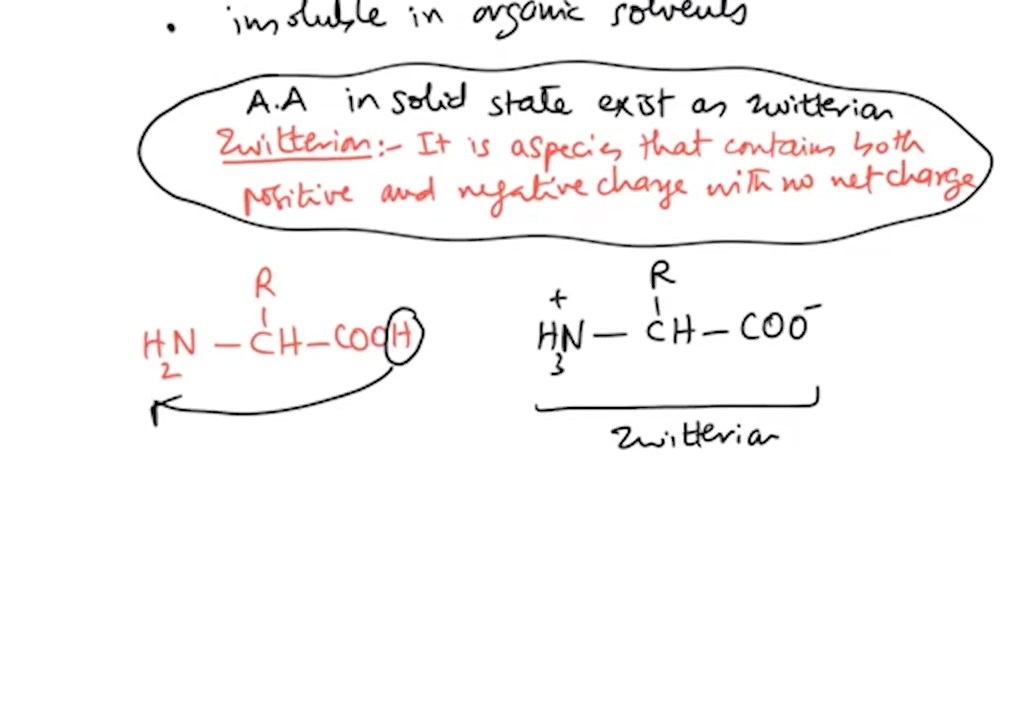 • insoluble in organic solvents
A.A in solid state exist as zwitterian
Zwitterian:- It is a species that contains both
positive and negative charge with no net charge
R R
H₂N – CH – COOH H₃N⁺ – CH – COO⁻
zwitterian